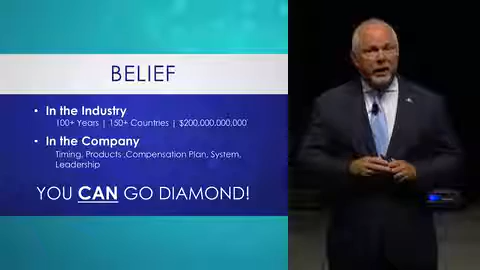 BELIEF
• In the Industry
100+ Years | 150+ Countries | $200,000,000,000
• In the Company
Timing, Products ,Compensation Plan, System,
Leadership
YOU CAN GO DIAMOND!